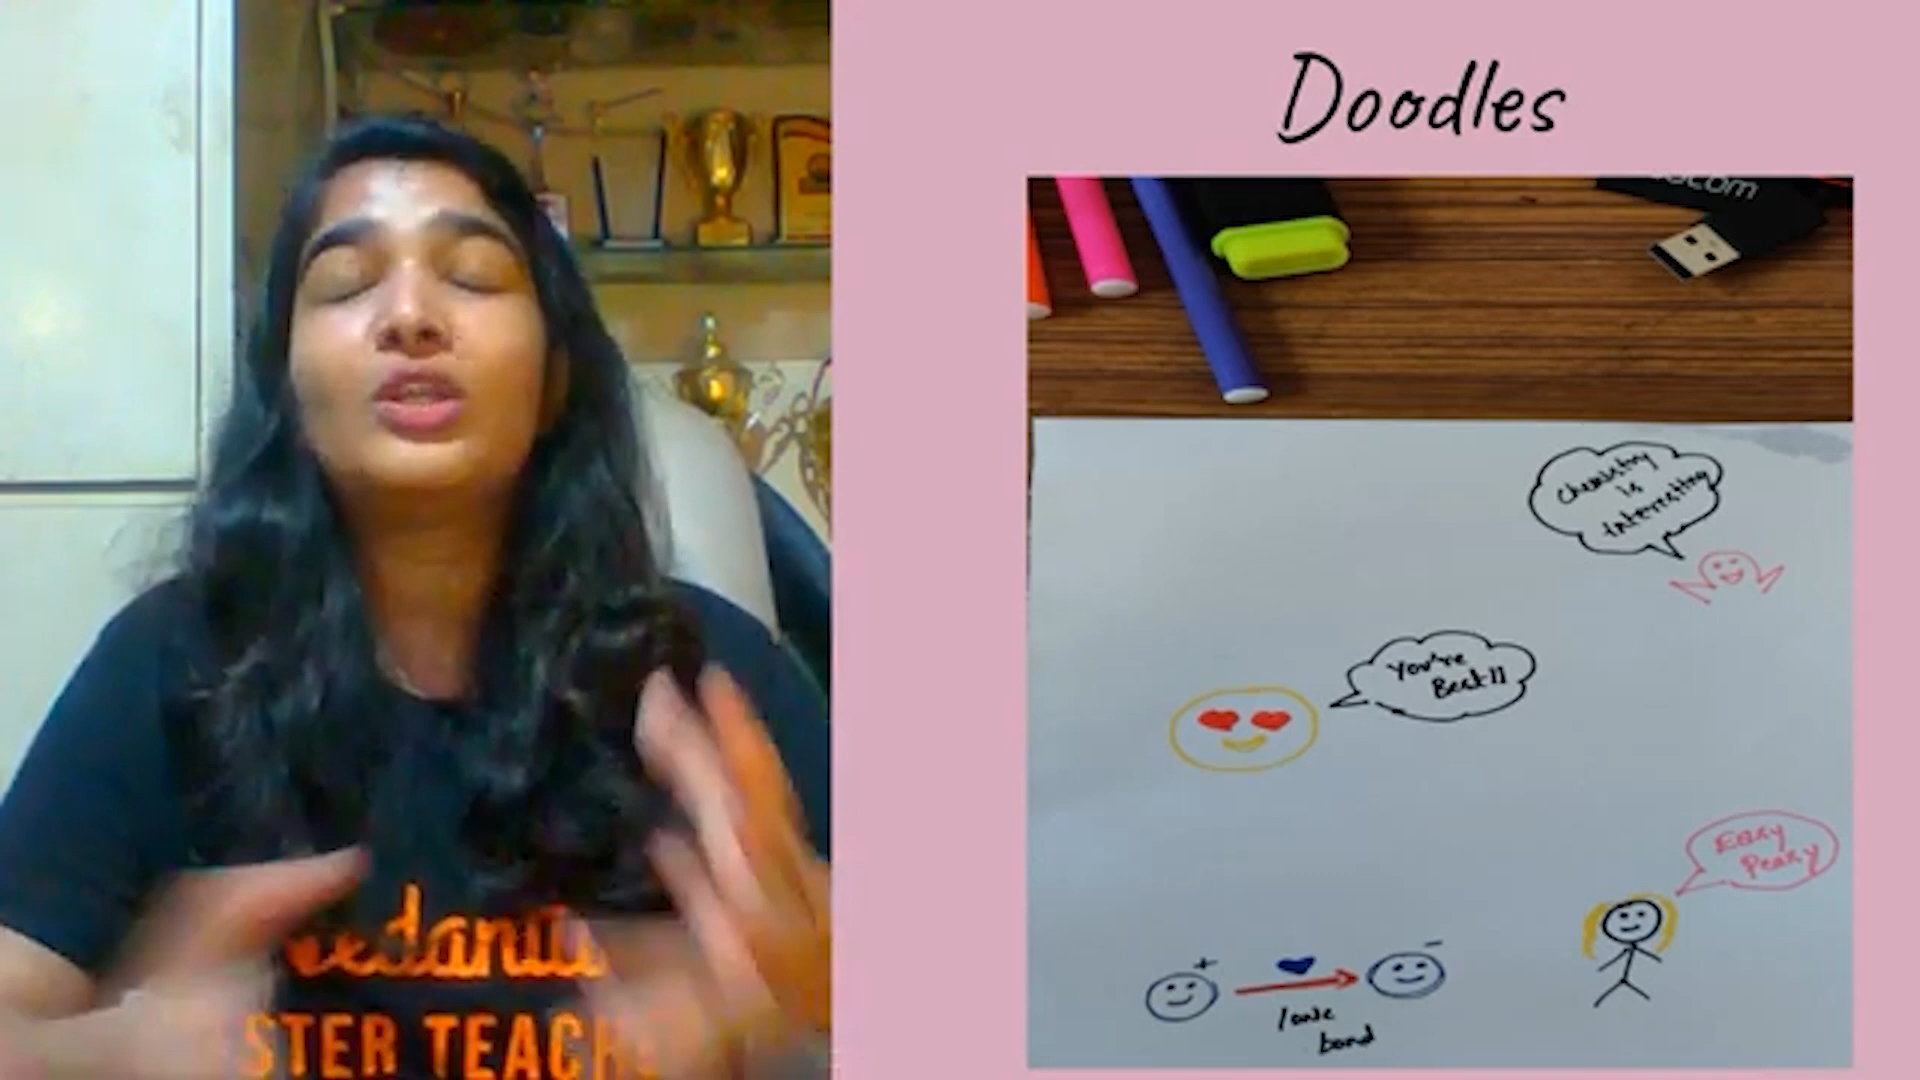 Doodles
Chemistry
is
Interesting
You're
Best!!
Easy
Peasy
+
-
Ionic
bond
STER TEACH